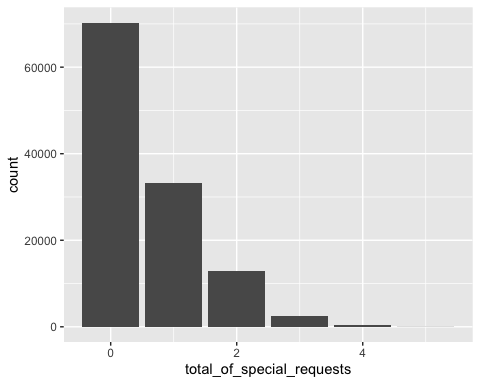 60000
40000
20000
0
count
0 2 4
total_of_special_requests